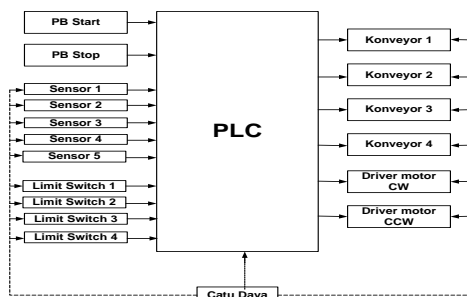 PB Start
PB Stop
Sensor 1
Sensor 2
Sensor 3
Sensor 4
Sensor 5
Limit Switch 1
Limit Switch 2
Limit Switch 3
Limit Switch 4
PLC
Konveyor 1
Konveyor 2
Konveyor 3
Konveyor 4
Driver motor
CW
Driver motor
CCW
Catu Daya